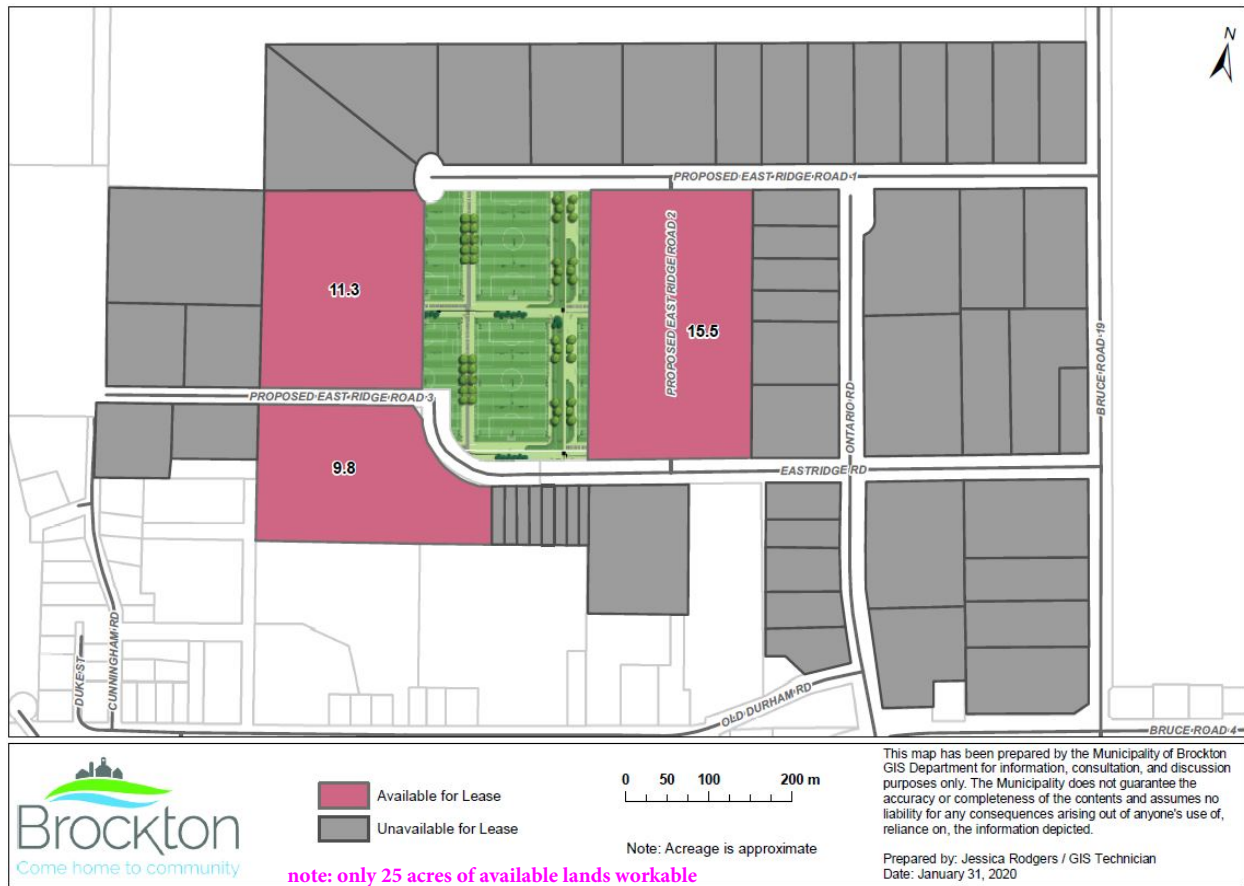 N
PROPOSED EAST RIDGE ROAD 1
PROPOSED EAST RIDGE ROAD 2
11.3
15.5
PROPOSED EAST RIDGE ROAD 3
9.8
ONTARIO RD
BRUCE ROAD 19
EASTRIDGE RD
DUKE ST
CUNNINGHAM RD
OLD DURHAM RD
BRUCE ROAD 4
Brockton
Come home to community
Available for Lease
Unavailable for Lease
note: only 25 acres of available lands workable
0 50 100 200 m
Note: Acreage is approximate
This map has been prepared by the Municipality of Brockton
GIS Department for information, consultation, and discussion
purposes only. The Municipality does not guarantee the
accuracy or completeness of the contents and assumes no
liability for any consequences arising out of anyone's use of,
reliance on, the information depicted.
Prepared by: Jessica Rodgers / GIS Technician
Date: January 31, 2020